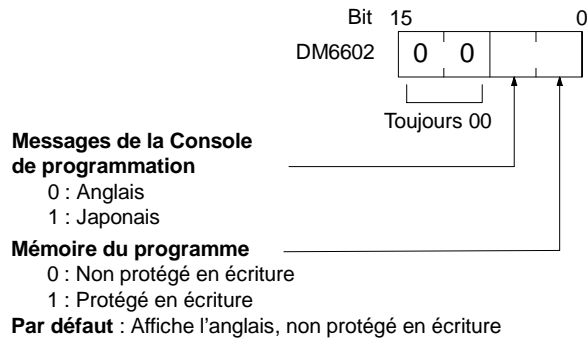 Bit 15 0
DM6602 0 0
Toujours 00
Messages de la Console
de programmation
0 : Anglais
1 : Japonais
Mémoire du programme
0 : Non protégé en écriture
1 : Protégé en écriture
Par défaut : Affiche l'anglais, non protégé en écriture